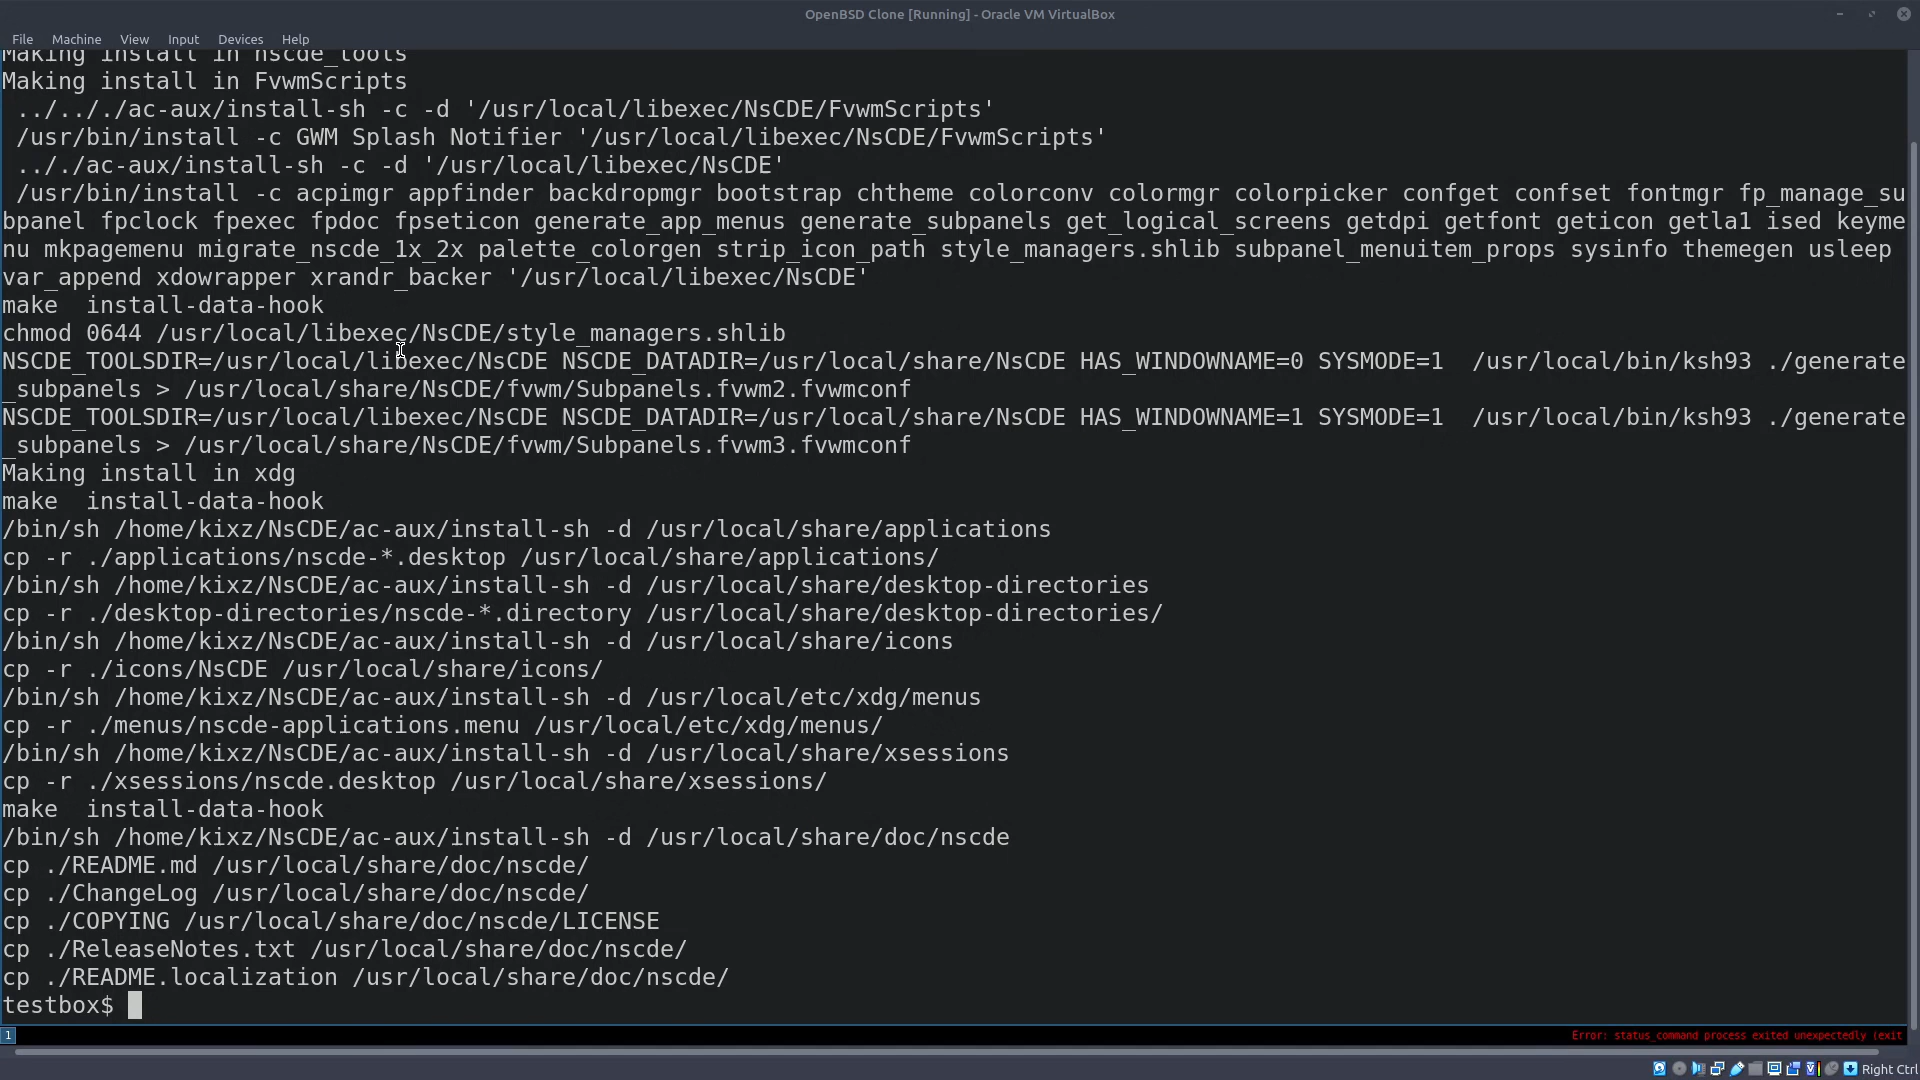 OpenBSD Clone [Running] - Oracle VM VirtualBox
File Machine View Input Devices Help
Making install in nscde_tools
Making install in FvwmScripts
 ../.././ac-aux/install-sh -c -d '/usr/local/libexec/NsCDE/FvwmScripts'
 /usr/bin/install -c GWM Splash Notifier '/usr/local/libexec/NsCDE/FvwmScripts'
 .././ac-aux/install-sh -c -d '/usr/local/libexec/NsCDE'
 /usr/bin/install -c acpimgr appfinder backdropmgr bootstrap chtheme colorconv colormgr colorpicker confget confset fontmgr fp_manage_su
bpanel fpclock fpexec fpdoc fpseticon generate_app_menus generate_subpanels get_logical_screens getdpi getfont geticon getla1 ised keyme
nu mkpagemenu migrate_nscde_1x_2x palette_colorgen strip_icon_path style_managers.shlib subpanel_menuitem_props sysinfo themegen usleep
var_append xdowrapper xrandr_backer '/usr/local/libexec/NsCDE'
make  install-data-hook
chmod 0644 /usr/local/libexec/NsCDE/style_managers.shlib
NSCDE_TOOLSDIR=/usr/local/libexec/NsCDE NSCDE_DATADIR=/usr/local/share/NsCDE HAS_WINDOWNAME=0 SYSMODE=1  /usr/local/bin/ksh93 ./generate
_subpanels > /usr/local/share/NsCDE/fvwm/Subpanels.fvwm2.fvwmconf
NSCDE_TOOLSDIR=/usr/local/libexec/NsCDE NSCDE_DATADIR=/usr/local/share/NsCDE HAS_WINDOWNAME=1 SYSMODE=1  /usr/local/bin/ksh93 ./generate
_subpanels > /usr/local/share/NsCDE/fvwm/Subpanels.fvwm3.fvwmconf
Making install in xdg
make  install-data-hook
/bin/sh /home/kixz/NsCDE/ac-aux/install-sh -d /usr/local/share/applications
cp -r ./applications/nscde-*.desktop /usr/local/share/applications/
/bin/sh /home/kixz/NsCDE/ac-aux/install-sh -d /usr/local/share/desktop-directories
cp -r ./desktop-directories/nscde-*.directory /usr/local/share/desktop-directories/
/bin/sh /home/kixz/NsCDE/ac-aux/install-sh -d /usr/local/share/icons
cp -r ./icons/NsCDE /usr/local/share/icons/
/bin/sh /home/kixz/NsCDE/ac-aux/install-sh -d /usr/local/etc/xdg/menus
cp -r ./menus/nscde-applications.menu /usr/local/etc/xdg/menus/
/bin/sh /home/kixz/NsCDE/ac-aux/install-sh -d /usr/local/share/xsessions
cp -r ./xsessions/nscde.desktop /usr/local/share/xsessions/
make  install-data-hook
/bin/sh /home/kixz/NsCDE/ac-aux/install-sh -d /usr/local/share/doc/nscde
cp ./README.md /usr/local/share/doc/nscde/
cp ./ChangeLog /usr/local/share/doc/nscde/
cp ./COPYING /usr/local/share/doc/nscde/LICENSE
cp ./ReleaseNotes.txt /usr/local/share/doc/nscde/
cp ./README.localization /usr/local/share/doc/nscde/
testbox$
1
Error: status_command process exited unexpectedly (exit
Right Ctrl